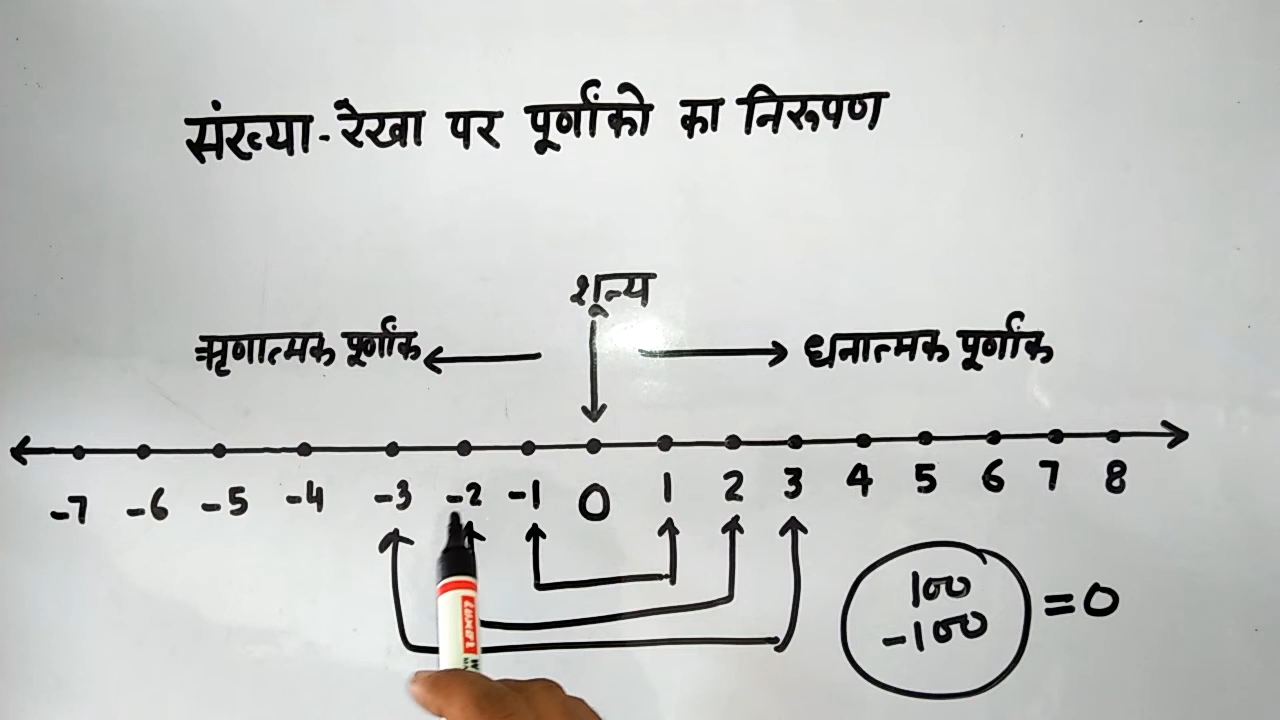 संख्या-रेखा पर पूर्णांको का निरूपण
शून्य
ऋणात्मक पूर्णांक धनात्मक पूर्णांक
-7 -6 -5 -4 -3 -2 -1 0 1 2 3 4 5 6 7 8
100
-100 = 0
LUXOR